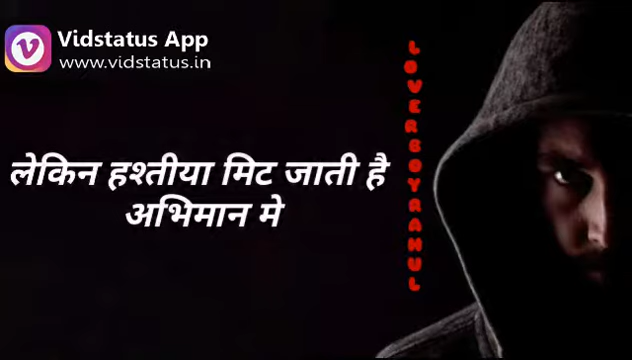 Vidstatus App
www.vidstatus.in
लेकिन हश्तीया मिट जाती है
अभिमान मे
LOVERBOYRAHUL